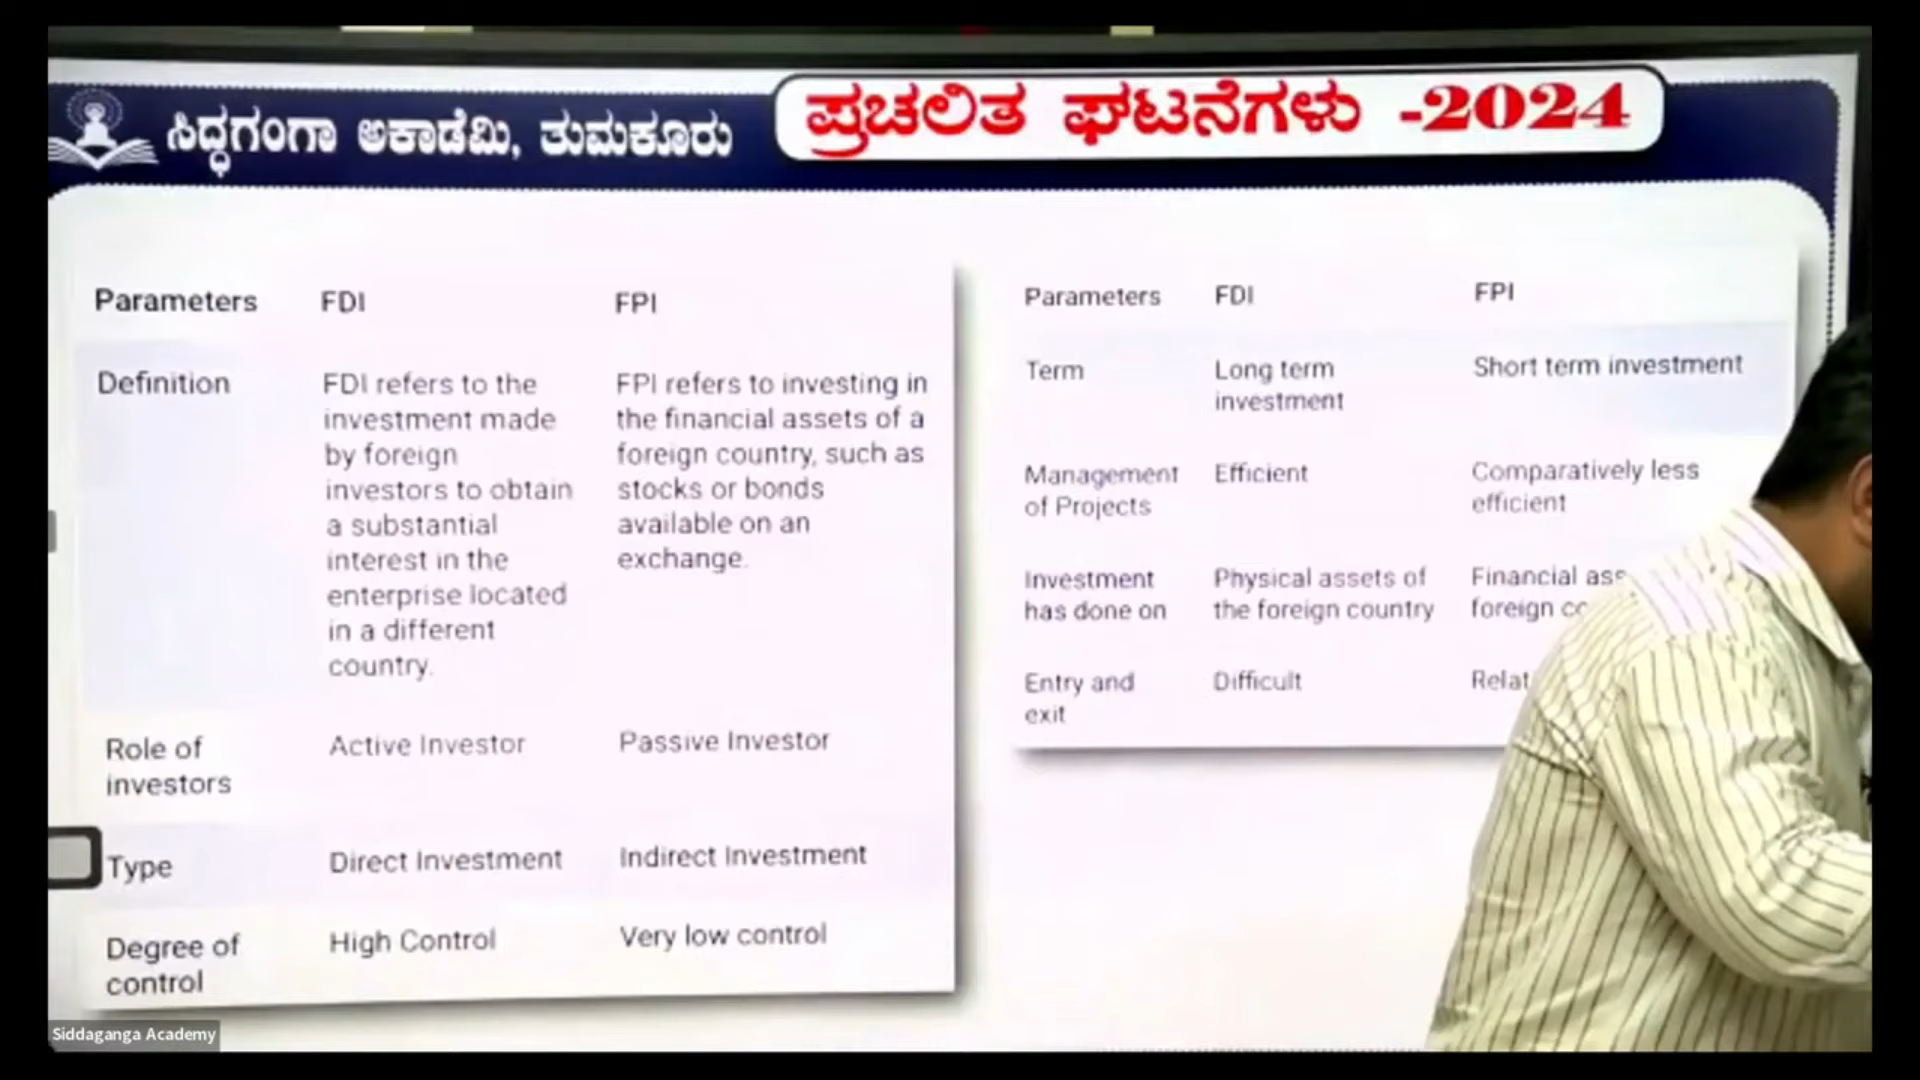 ಸಿದ್ಧಗಂಗಾ ಅಕಾಡೆಮಿ, ತುಮಕೂರು
ಪ್ರಚಲಿತ ಘಟನೆಗಳು -2024
Parameters FDI FPI
Definition FDI refers to the FPI refers to investing in
investment made the financial assets of a
by foreign foreign country, such as
investors to obtain stocks or bonds
a substantial available on an
interest in the exchange.
enterprise located
in a different
country.
Role of Active Investor Passive Investor
investors
Type Direct Investment Indirect Investment
Degree of High Control Very low control
control
Parameters FDI FPI
Term Long term Short term investment
investment
Management Efficient Comparatively less
of Projects efficient
Investment Physical assets of Financial
has done on the foreign country foreign
Entry and Difficult
exit
Siddaganga Academy